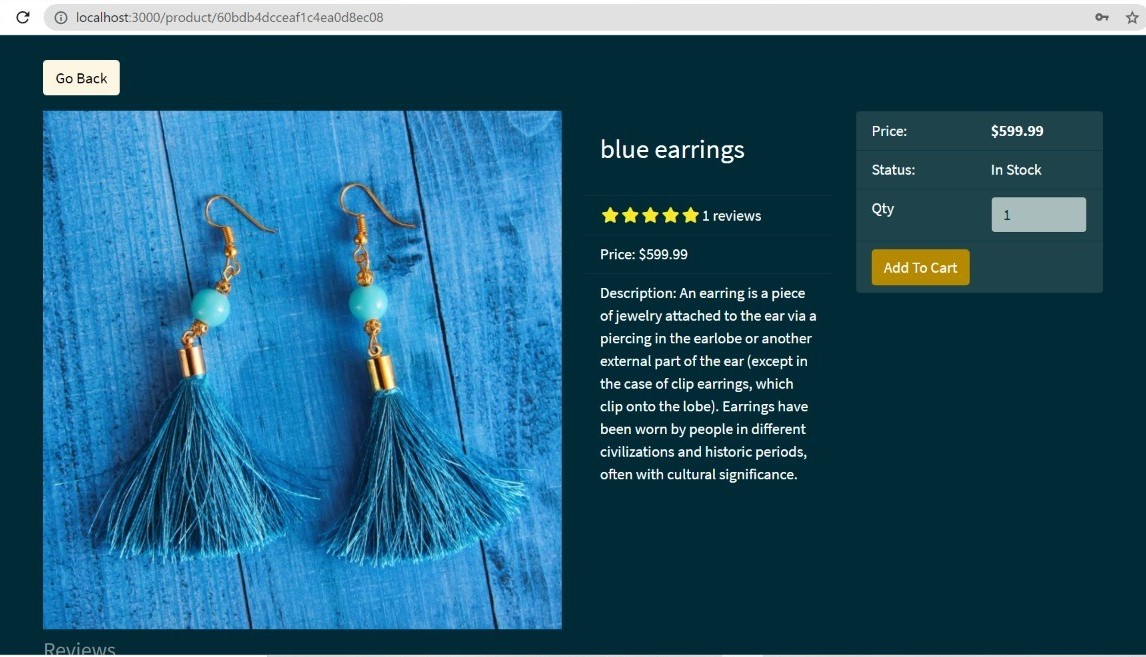 localhost:3000/product/60bdb4dcceaf1c4ea0d8ec08
Go Back
blue earrings
1 reviews
Price: $599.99
Description: An earring is a piece
of jewelry attached to the ear via a
piercing in the earlobe or another
external part of the ear (except in
the case of clip earrings, which
clip onto the lobe). Earrings have
been worn by people in different
civilizations and historic periods,
often with cultural significance.
Price: $599.99
Status: In Stock
Qty 1
Add To Cart
Reviews